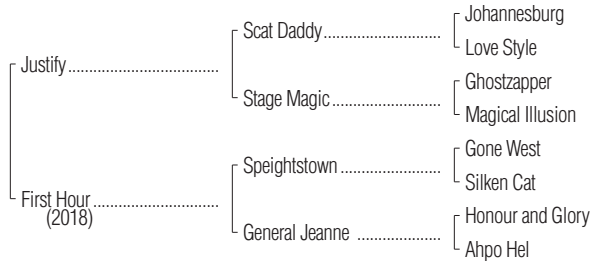 Johannesburg
Scat Daddy
Love Style
Justify
Ghostzapper
Stage Magic
Magical Illusion
Gone West
Speightstown
Silken Cat
First Hour
(2018)
Honour and Glory
General Jeanne
Ahpo Hel